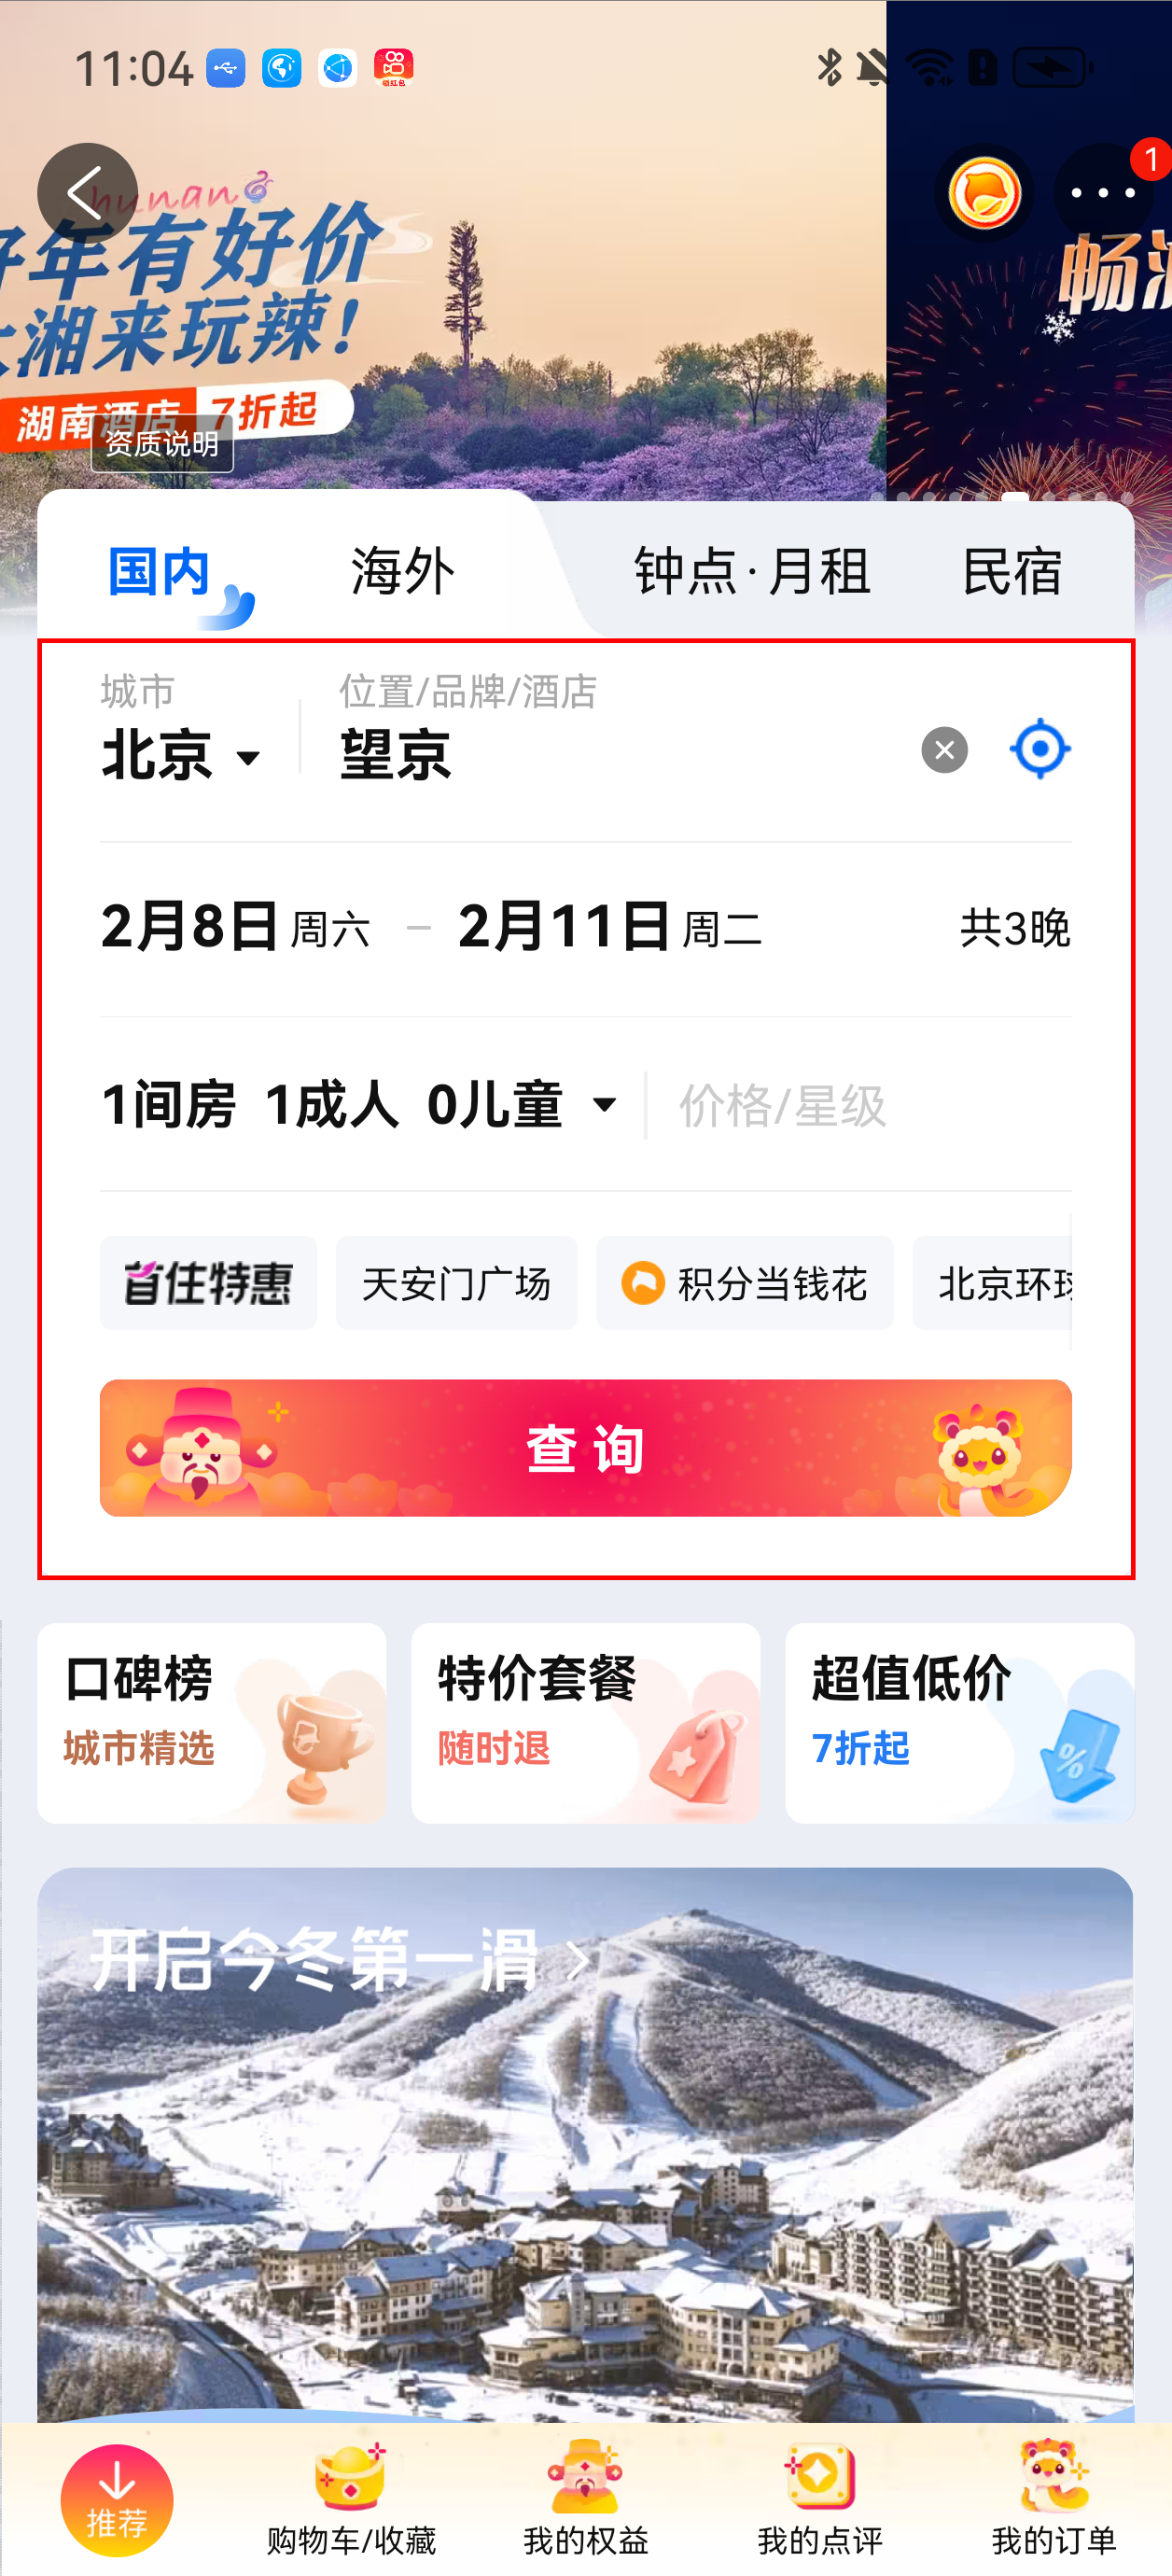 11:04
领红包
1
hunan
好年有好价
大湘来玩辣!
湖南酒店 7折起
畅
资质说明
国内 海外 钟点·月租 民宿
城市 位置/品牌/酒店
北京 望京
2月8日 周六 – 2月11日 周二 共3晚
1间房 1成人 0儿童 价格/星级
首住特惠 天安门广场 积分当钱花 北京环球
查询
口碑榜 特价套餐 超值低价
城市精选 随时退 7折起
%
开启今冬第一滑 >
推荐 购物车/收藏 我的权益 我的点评 我的订单